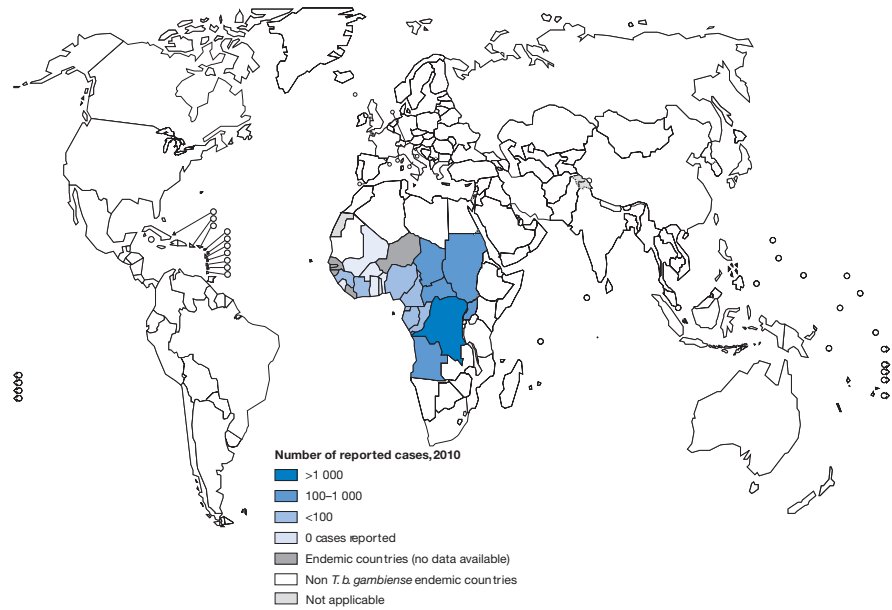 Number of reported cases, 2010
>1 000
100–1 000
<100
0 cases reported
Endemic countries (no data available)
Non T. b. gambiense endemic countries
Not applicable